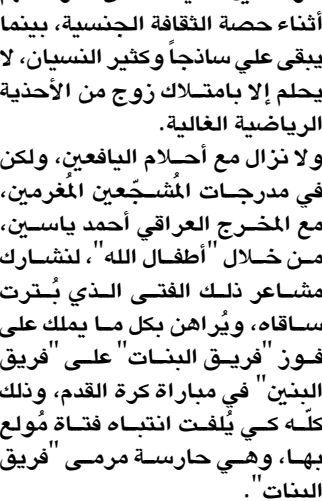 أثناء حصة الثقافة الجنسية، بينما
يبقى علي ساذجاً وكثير النسيان، لا
يحلم إلا بامتلاك زوج من الأحذية
الرياضية الغالية.
ولا نزال مع أحلام اليافعين، ولكن
في مدرجات المُشجّعين المُغرمين،
مع المخرج العراقي أحمد ياسين،
من خلال "أطفال الله"، لنشارك
مشاعر ذلك الفتى الذي بُترت
ساقاه، ويُراهن بكل ما يملك على
فوز "فريق البنات" على "فريق
البنين" في مباراة كرة القدم، وذلك
كلّه كي يُلفت انتباه فتاة مُولع
بها، وهي حارسة مرمى "فريق
البنات".